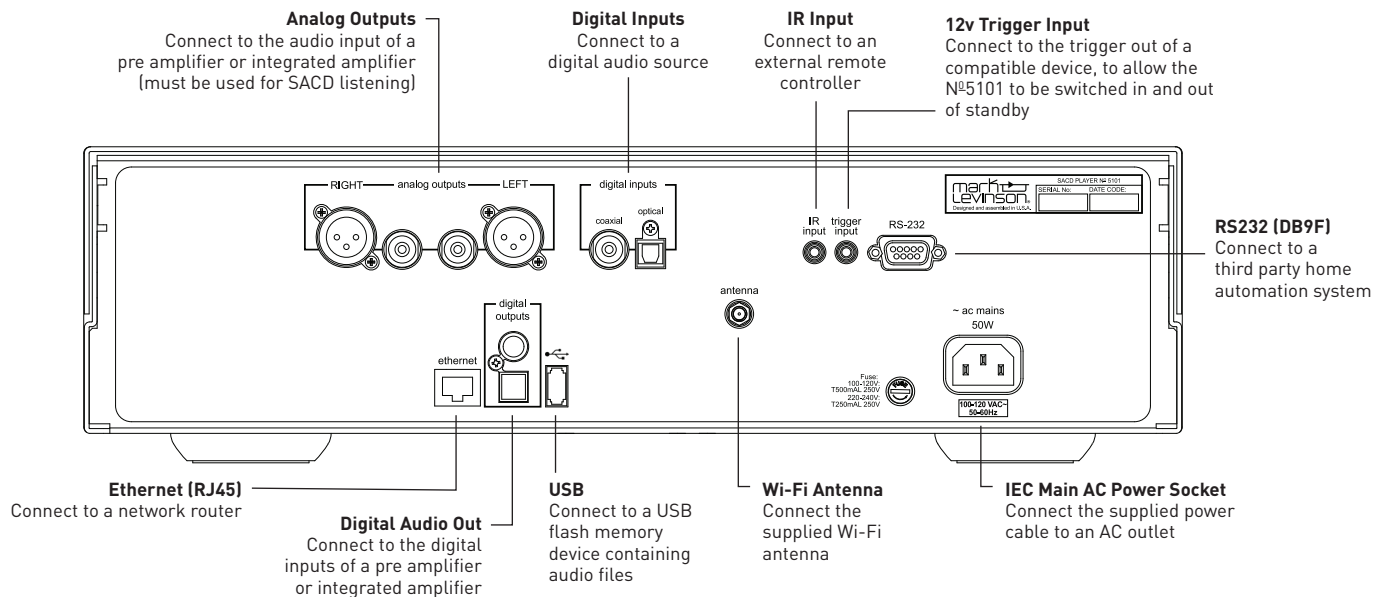 Analog Outputs
Connect to the audio input of a
pre amplifier or integrated amplifier
(must be used for SACD listening)
Digital Inputs
Connect to a
digital audio source
IR Input
Connect to an
external remote
controller
12v Trigger Input
Connect to the trigger out of a
compatible device, to allow the
Nº5101 to be switched in and out
of standby
RIGHT
analog outputs
LEFT
digital inputs
coaxial
optical
IR
input
trigger
input
RS-232
mark
Levinson®
Designed and assembled in U.S.A.
SACD PLAYER Nº 5101
SERIAL No:
DATE CODE:
RS232 (DB9F)
Connect to a
third party home
automation system
antenna
~ ac mains
50W
digital
outputs
ethernet
Fuse:
100-120V:
T500mAL 250V
220-240V:
T250mAL 250V
FUSE
100-120 VAC~
50-60Hz
Ethernet (RJ45)
Connect to a network router
Digital Audio Out
Connect to the digital
inputs of a pre amplifier
or integrated amplifier
USB
Connect to a USB
flash memory
device containing
audio files
Wi-Fi Antenna
Connect the
supplied Wi-Fi
antenna
IEC Main AC Power Socket
Connect the supplied power
cable to an AC outlet